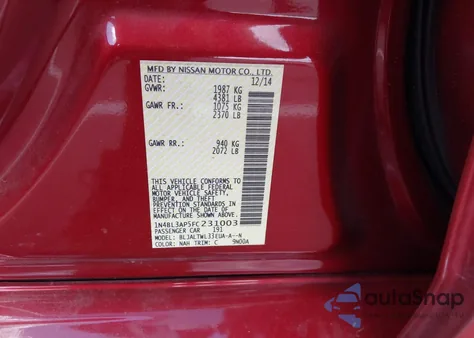 MFD BY NISSAN MOTOR CO., LTD.
DATE: 12/14
GVWR: 1987 KG
4381 LB
GAWR FR.: 1075 KG
2370 LB
GAWR RR.: 940 KG
2072 LB
THIS VEHICLE CONFORMS TO
ALL APPLICABLE FEDERAL
MOTOR VEHICLE SAFETY,
BUMPER, AND THEFT
PREVENTION STANDARDS IN
EFFECT ON THE DATE OF
MANUFACTURE SHOWN ABOVE.
1N4BL3AP5FC231003
PASSENGER CAR 191
MODEL: BLJALTWL33EUA-A--N
COLOR: NAH TRIM: C 9W00A
autoSnap